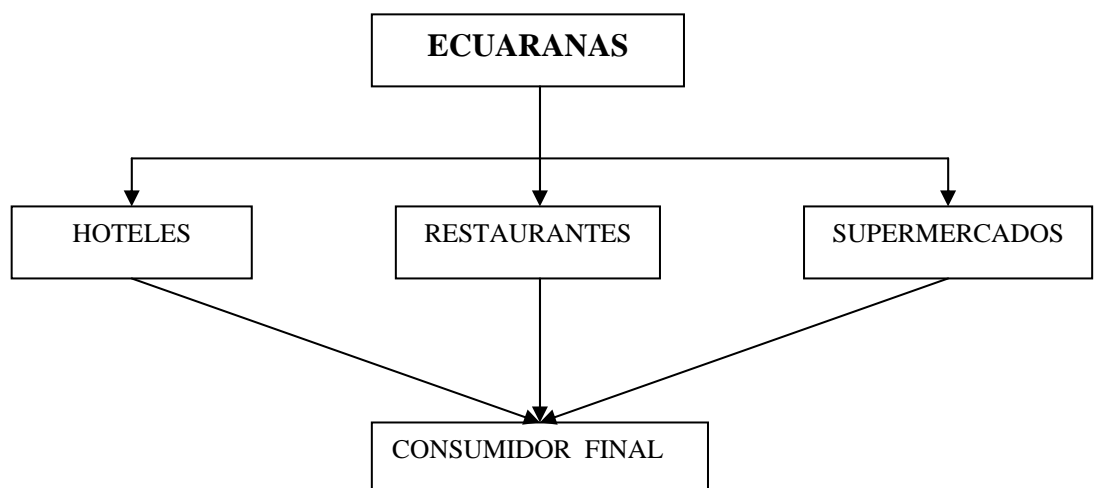 ECUARANAS
HOTELES
RESTAURANTES
SUPERMERCADOS
CONSUMIDOR FINAL